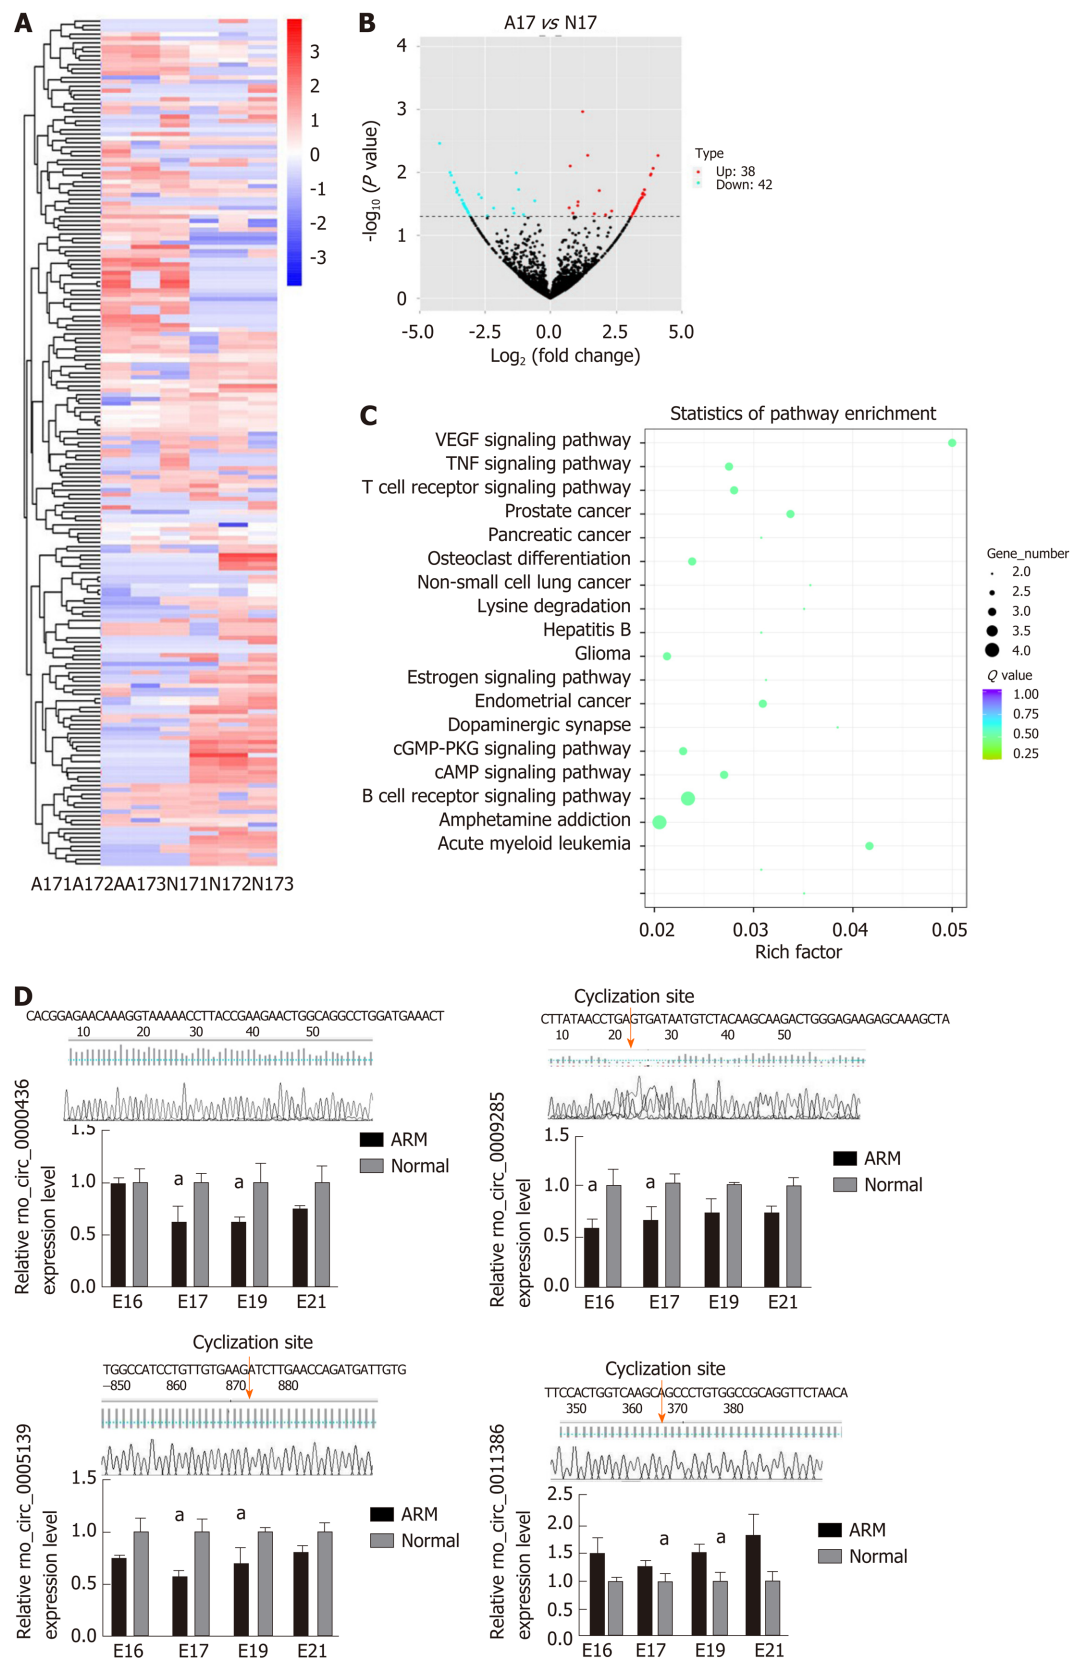 A
3
2
1
0
-1
-2
-3
A171A172AA173N171N172N173
B
A17 vs N17
4
3
2
1
0
-log10 (P value)
-5.0 -2.5 0.0 2.5 5.0
Log2 (fold change)
Type
Up: 38
Down: 42
C
Statistics of pathway enrichment
VEGF signaling pathway
TNF signaling pathway
T cell receptor signaling pathway
Prostate cancer
Pancreatic cancer
Osteoclast differentiation
Non-small cell lung cancer
Lysine degradation
Hepatitis B
Glioma
Estrogen signaling pathway
Endometrial cancer
Dopaminergic synapse
cGMP-PKG signaling pathway
cAMP signaling pathway
B cell receptor signaling pathway
Amphetamine addiction
Acute myeloid leukemia
0.02 0.03 0.04 0.05
Rich factor
Gene_number
2.0
2.5
3.0
3.5
4.0
Q value
1.00
0.75
0.50
0.25
D
CACGGAGAACAAAGGTAAAAACCTTACCGAAGAACTGGCAGGCCTGGATGAAACT
10 20 30 40 50
Relative rno_circ_0000436
expression level
1.5
1.0
0.5
0.0
a a
E16 E17 E19 E21
ARM
Normal
Cyclization site
CTTATAACCTGAGTGATAATGTCTACAAGCAAGACTGGGAGAAGAGCAAAGCTA
10 20 30 40 50
Relative rno_circ_0009285
expression level
1.5
1.0
0.5
0.0
a a
E16 E17 E19 E21
ARM
Normal
Cyclization site
TGGCCATCCTGTTGTGAAGATCTTGAACCAGATGATTGTG
850 860 870 880
Relative rno_circ_0005139
expression level
1.5
1.0
0.5
0.0
a a
E16 E17 E19 E21
ARM
Normal
Cyclization site
TTCCACTGGTCAAGCAGCCCTGTGGCCGCAGGTTCTAACA
350 360 370 380
Relative rno_circ_0011386
expression level
2.5
2.0
1.5
1.0
0.5
0.0
a a
E16 E17 E19 E21
ARM
Normal